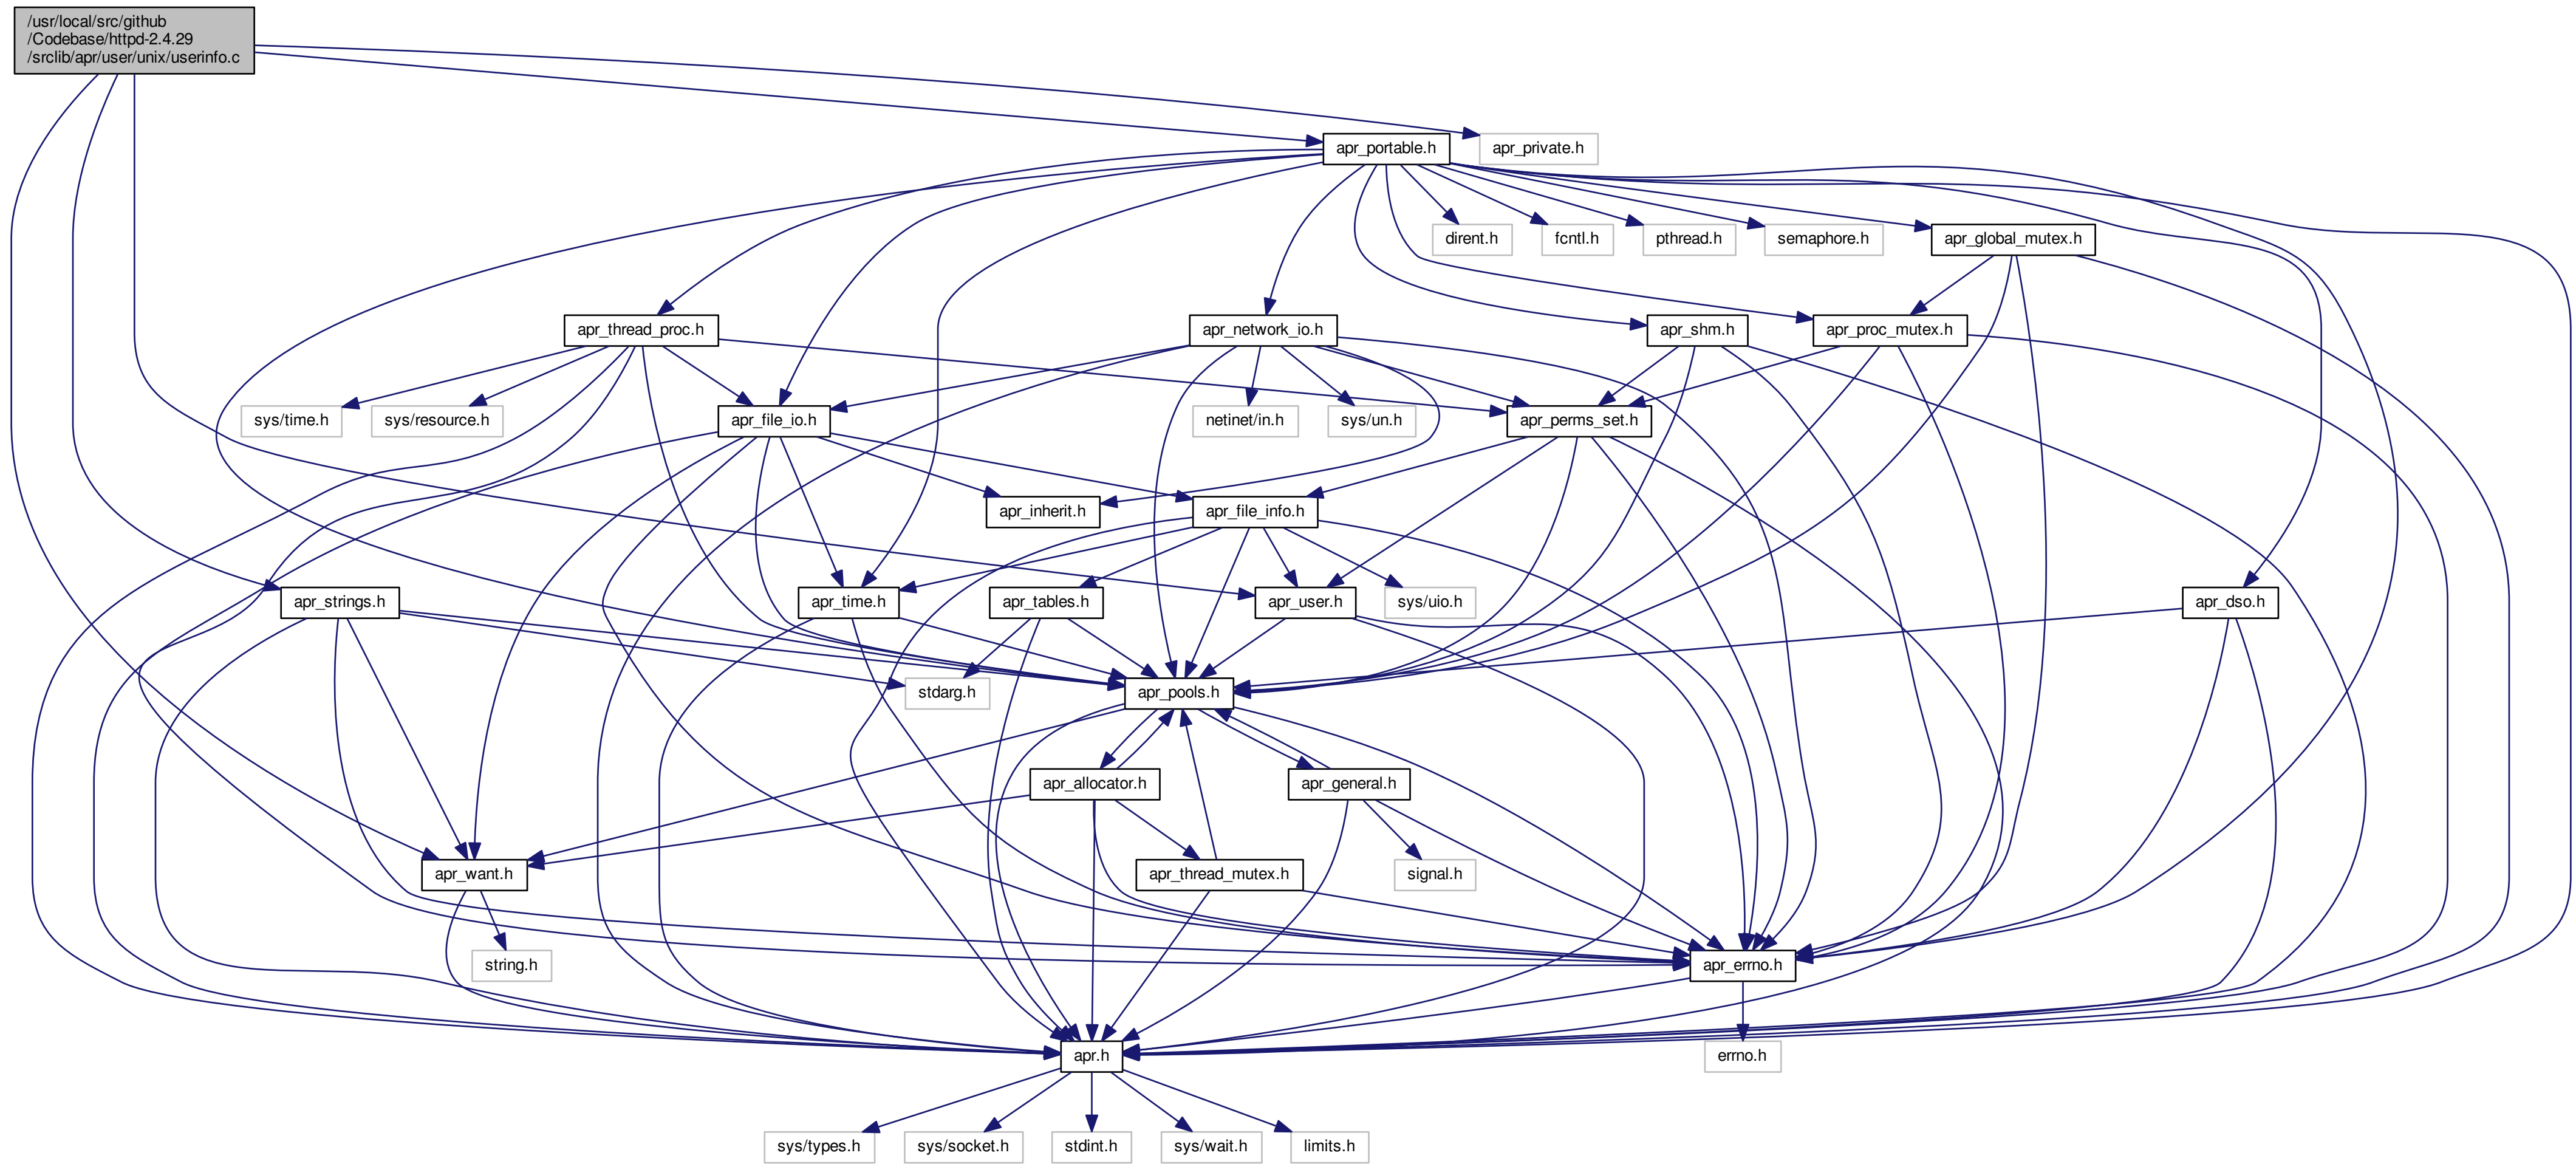 /usr/local/src/github
/Codebase/httpd-2.4.29
/srclib/apr/user/unix/userinfo.c
apr_portable.h
apr_private.h
dirent.h
fcntl.h
pthread.h
semaphore.h
apr_global_mutex.h
apr_thread_proc.h
apr_network_io.h
apr_shm.h
apr_proc_mutex.h
sys/time.h
sys/resource.h
apr_file_io.h
netinet/in.h
sys/un.h
apr_perms_set.h
apr_inherit.h
apr_file_info.h
apr_strings.h
apr_time.h
apr_tables.h
apr_user.h
sys/uio.h
apr_dso.h
stdarg.h
apr_pools.h
apr_allocator.h
apr_general.h
apr_want.h
apr_thread_mutex.h
signal.h
string.h
apr_errno.h
apr.h
errno.h
sys/types.h
sys/socket.h
stdint.h
sys/wait.h
limits.h